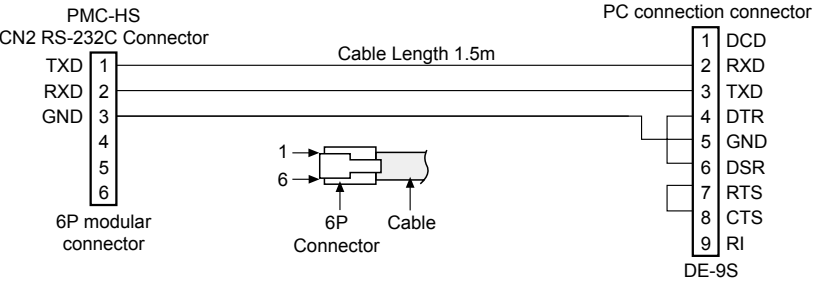 PMC-HS
CN2 RS-232C Connector
TXD 1
RXD 2
GND 3
4
5
6
6P modular
connector
Cable Length 1.5m
1
6
6P
Connector
Cable
PC connection connector
1 DCD
2 RXD
3 TXD
4 DTR
5 GND
6 DSR
7 RTS
8 CTS
9 RI
DE-9S